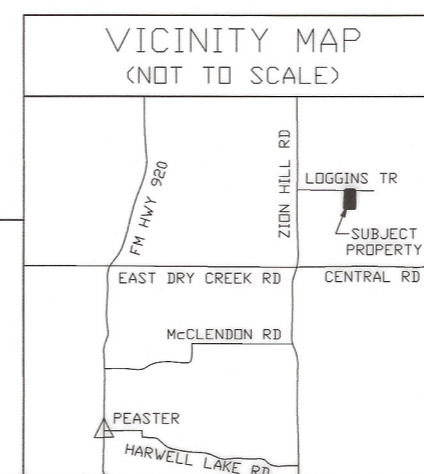 VICINITY MAP
(NOT TO SCALE)
FM HWY 920
ZION HILL RD
LOGGINS TR
SUBJECT
PROPERTY
EAST DRY CREEK RD
CENTRAL RD
McCLENDON RD
PEASTER
HARWELL LAKE RD